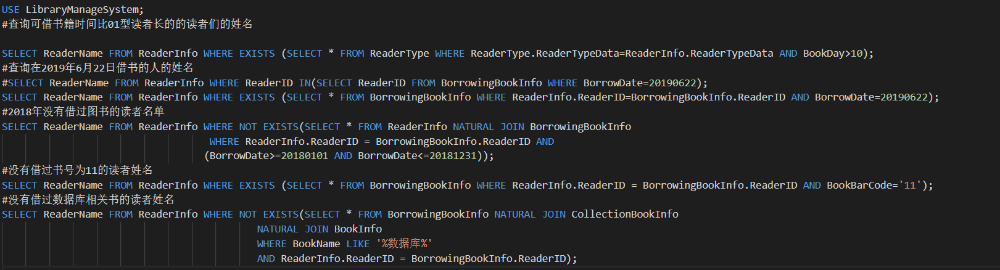 USE LibraryManageSystem;
#查询可借书籍时间比01型读者长的的读者们的姓名
SELECT ReaderName FROM ReaderInfo WHERE EXISTS (SELECT * FROM ReaderType WHERE ReaderType.ReaderTypeData=ReaderInfo.ReaderTypeData AND BookDay>10);
#查询在2019年6月22日借书的人的姓名
#SELECT ReaderName FROM ReaderInfo WHERE ReaderID IN(SELECT ReaderID FROM BorrowingBookInfo WHERE BorrowDate=20190622);
SELECT ReaderName FROM ReaderInfo WHERE EXISTS (SELECT * FROM BorrowingBookInfo WHERE ReaderInfo.ReaderID=BorrowingBookInfo.ReaderID AND BorrowDate=20190622);
#2018年没有借过图书的读者名单
SELECT ReaderName FROM ReaderInfo WHERE NOT EXISTS(SELECT * FROM ReaderInfo NATURAL JOIN BorrowingBookInfo
WHERE ReaderInfo.ReaderID = BorrowingBookInfo.ReaderID AND
(BorrowDate>=20180101 AND BorrowDate<=20181231));
#没有借过书号为11的读者姓名
SELECT ReaderName FROM ReaderInfo WHERE EXISTS (SELECT * FROM BorrowingBookInfo WHERE ReaderInfo.ReaderID = BorrowingBookInfo.ReaderID AND BookBarCode='11');
#没有借过数据库相关书的读者姓名
SELECT ReaderName FROM ReaderInfo WHERE NOT EXISTS(SELECT * FROM BorrowingBookInfo NATURAL JOIN CollectionBookInfo
NATURAL JOIN BookInfo
WHERE BookName LIKE '%数据库%'
AND ReaderInfo.ReaderID = BorrowingBookInfo.ReaderID);